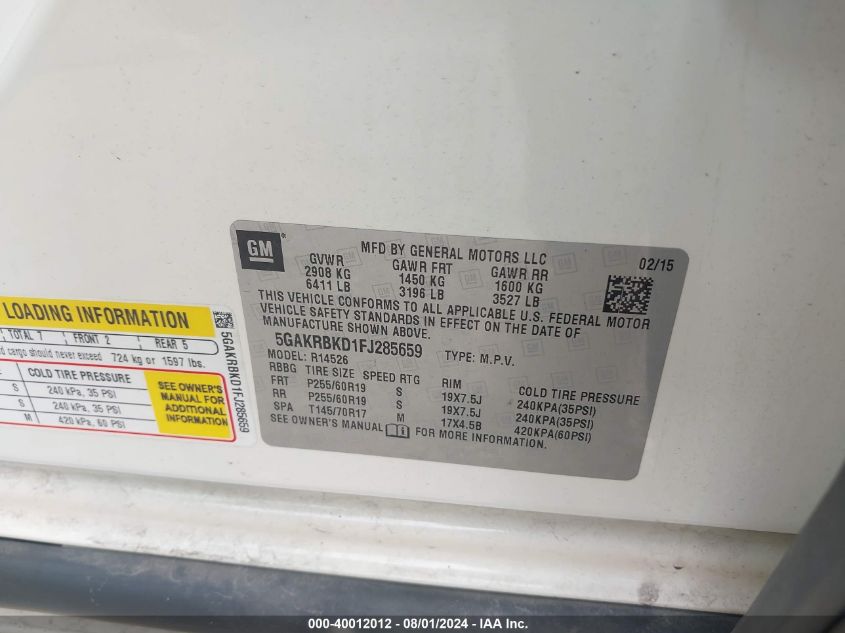 GM
MFD BY GENERAL MOTORS LLC
02/15
GVWR GAWR FRT GAWR RR
2908 KG 1450 KG 1600 KG
6411 LB 3196 LB 3527 LB
THIS VEHICLE CONFORMS TO ALL APPLICABLE U.S. FEDERAL MOTOR
VEHICLE SAFETY STANDARDS IN EFFECT ON THE DATE OF
MANUFACTURE SHOWN ABOVE.
5GAKRBKD1FJ285659 TYPE: M.P.V.
MODEL: R14526
RBBG TIRE SIZE SPEED RTG RIM COLD TIRE PRESSURE
FRT P255/60R19 S 19X7.5J 240KPA(35PSI)
RR P255/60R19 S 19X7.5J 240KPA(35PSI)
SPA T145/70R17 M 17X4.5B 420KPA(60PSI)
SEE OWNER'S MANUAL FOR MORE INFORMATION.
LOADING INFORMATION
TOTAL 7 FRONT 2 REAR 5
cargo should never exceed 724 kg or 1597 lbs.
COLD TIRE PRESSURE
S 240 kPa, 35 PSI
S 240 kPa, 35 PSI
M 420 kPa, 60 PSI
SEE OWNER'S
MANUAL FOR
ADDITIONAL
INFORMATION
5GAKRBKD1FJ285659
000-40012012 - 08/01/2024 - IAA Inc.